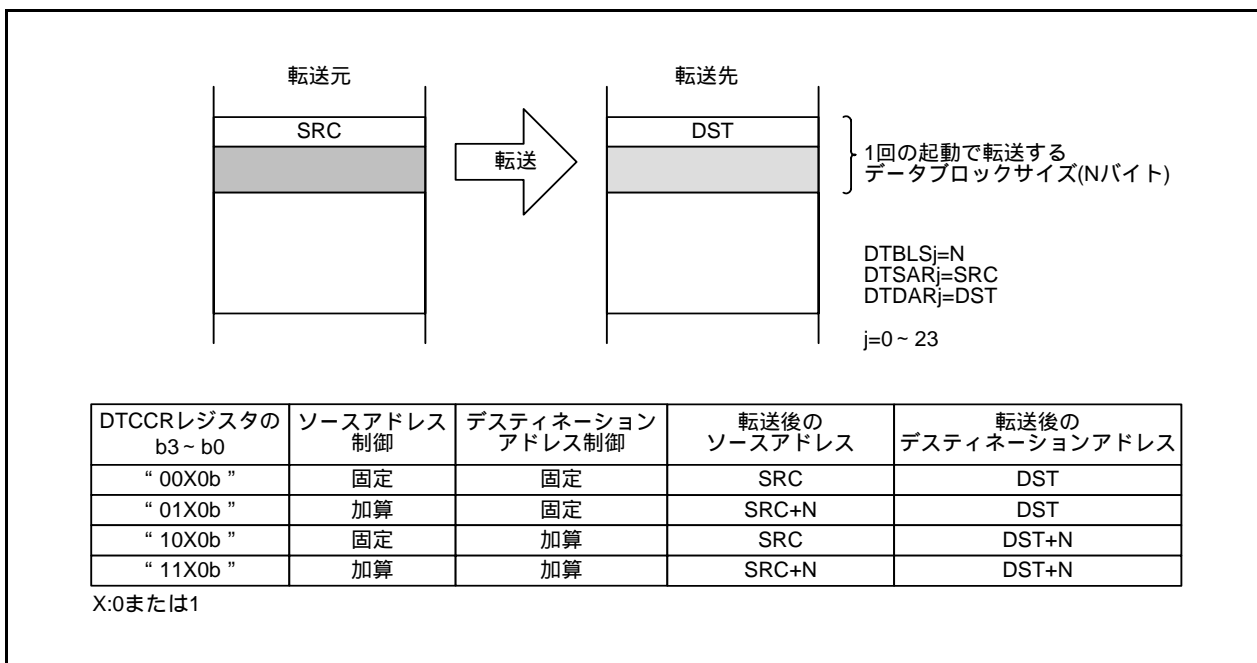 転送元
転送先
SRC
DST
転送
1回の起動で転送する
データブロックサイズ(Nバイト)
DTBLSj=N
DTSARj=SRC
DTDARj=DST
j=0~23
DTCCRレジスタの
b3~b0
ソースアドレス
制御
デスティネーション
アドレス制御
転送後の
ソースアドレス
転送後の
デスティネーションアドレス
“ 00X0b ” 固定 固定 SRC DST
“ 01X0b ” 加算 固定 SRC+N DST
“ 10X0b ” 固定 加算 SRC DST+N
“ 11X0b ” 加算 加算 SRC+N DST+N
X:0または1